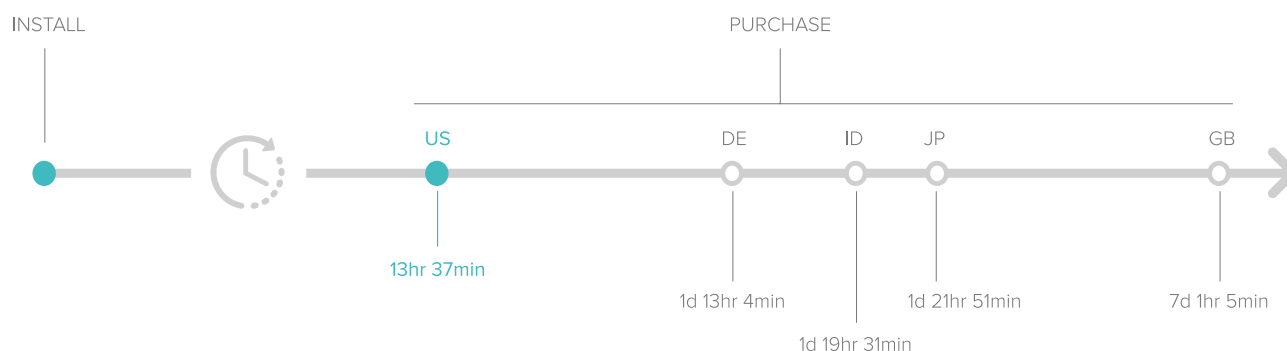 INSTALL
PURCHASE
US
DE
ID
JP
GB
13hr 37min
1d 13hr 4min
1d 21hr 51min
7d 1hr 5min
1d 19hr 31min